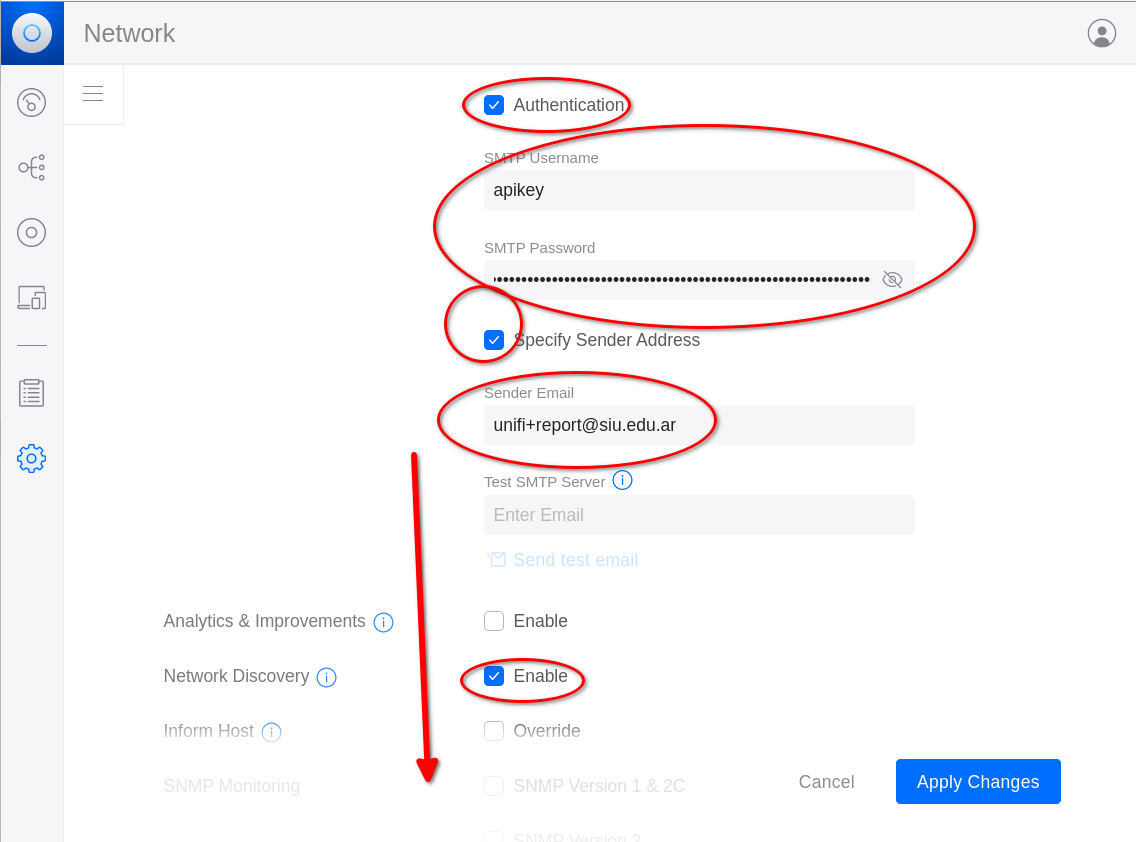 Network
Authentication
SMTP Username
apikey
SMTP Password
••••••••••••••••••••••••••••••••••••••••••••••••••••••••••••••
Specify Sender Address
Sender Email
unifi+report@siu.edu.ar
Test SMTP Server
Enter Email
Send test email
Analytics & Improvements Enable
Network Discovery Enable
Inform Host Override
SNMP Monitoring SNMP Version 1 & 2C
Cancel Apply Changes
SNMP Version 3